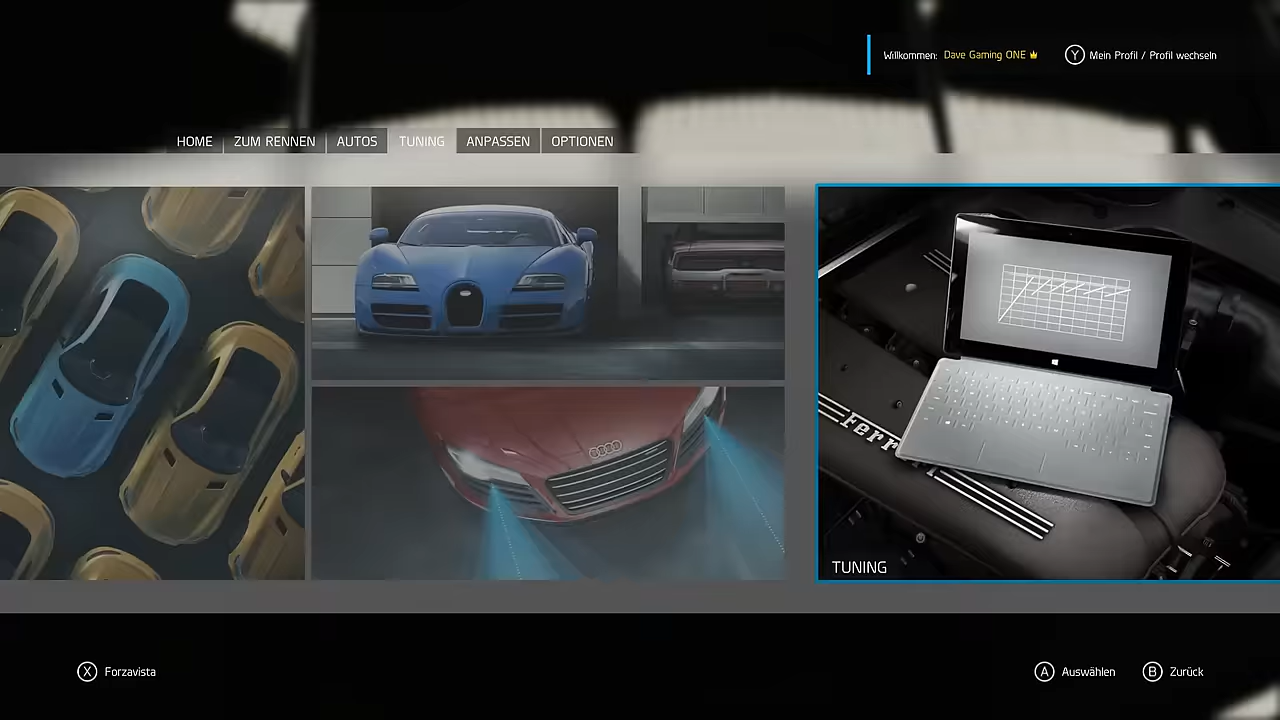 Willkommen: Dave Gaming ONE
Y Mein Profil / Profil wechseln
HOME
ZUM RENNEN
AUTOS
TUNING
ANPASSEN
OPTIONEN
Ferr
TUNING
X Forzavista
A Auswählen
B Zurück